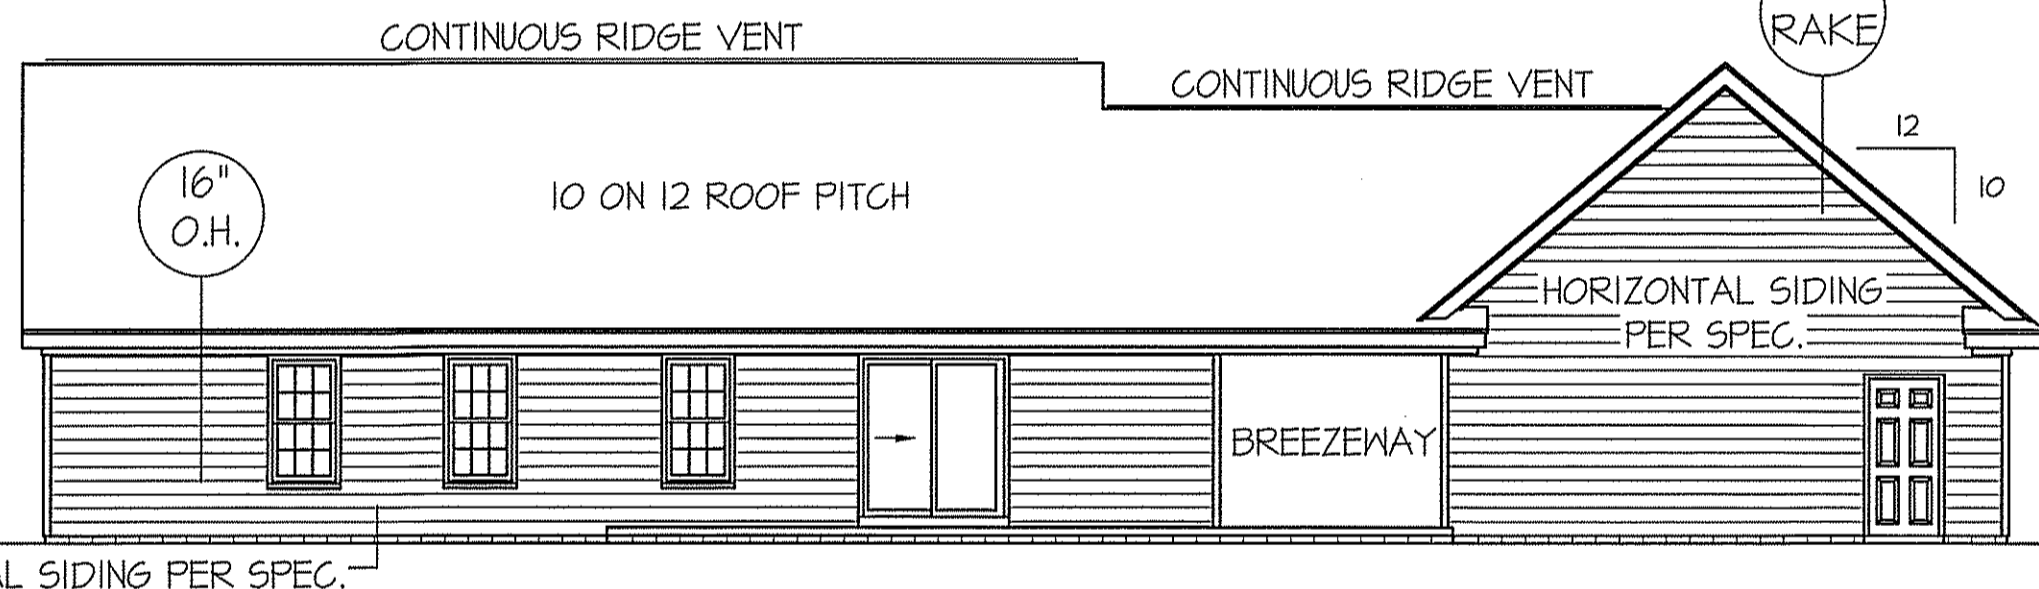 CONTINUOUS RIDGE VENT
RAKE
CONTINUOUS RIDGE VENT
12
10
16"
O.H.
10 ON 12 ROOF PITCH
HORIZONTAL SIDING
PER SPEC.
BREEZEWAY
SIDING PER SPEC.